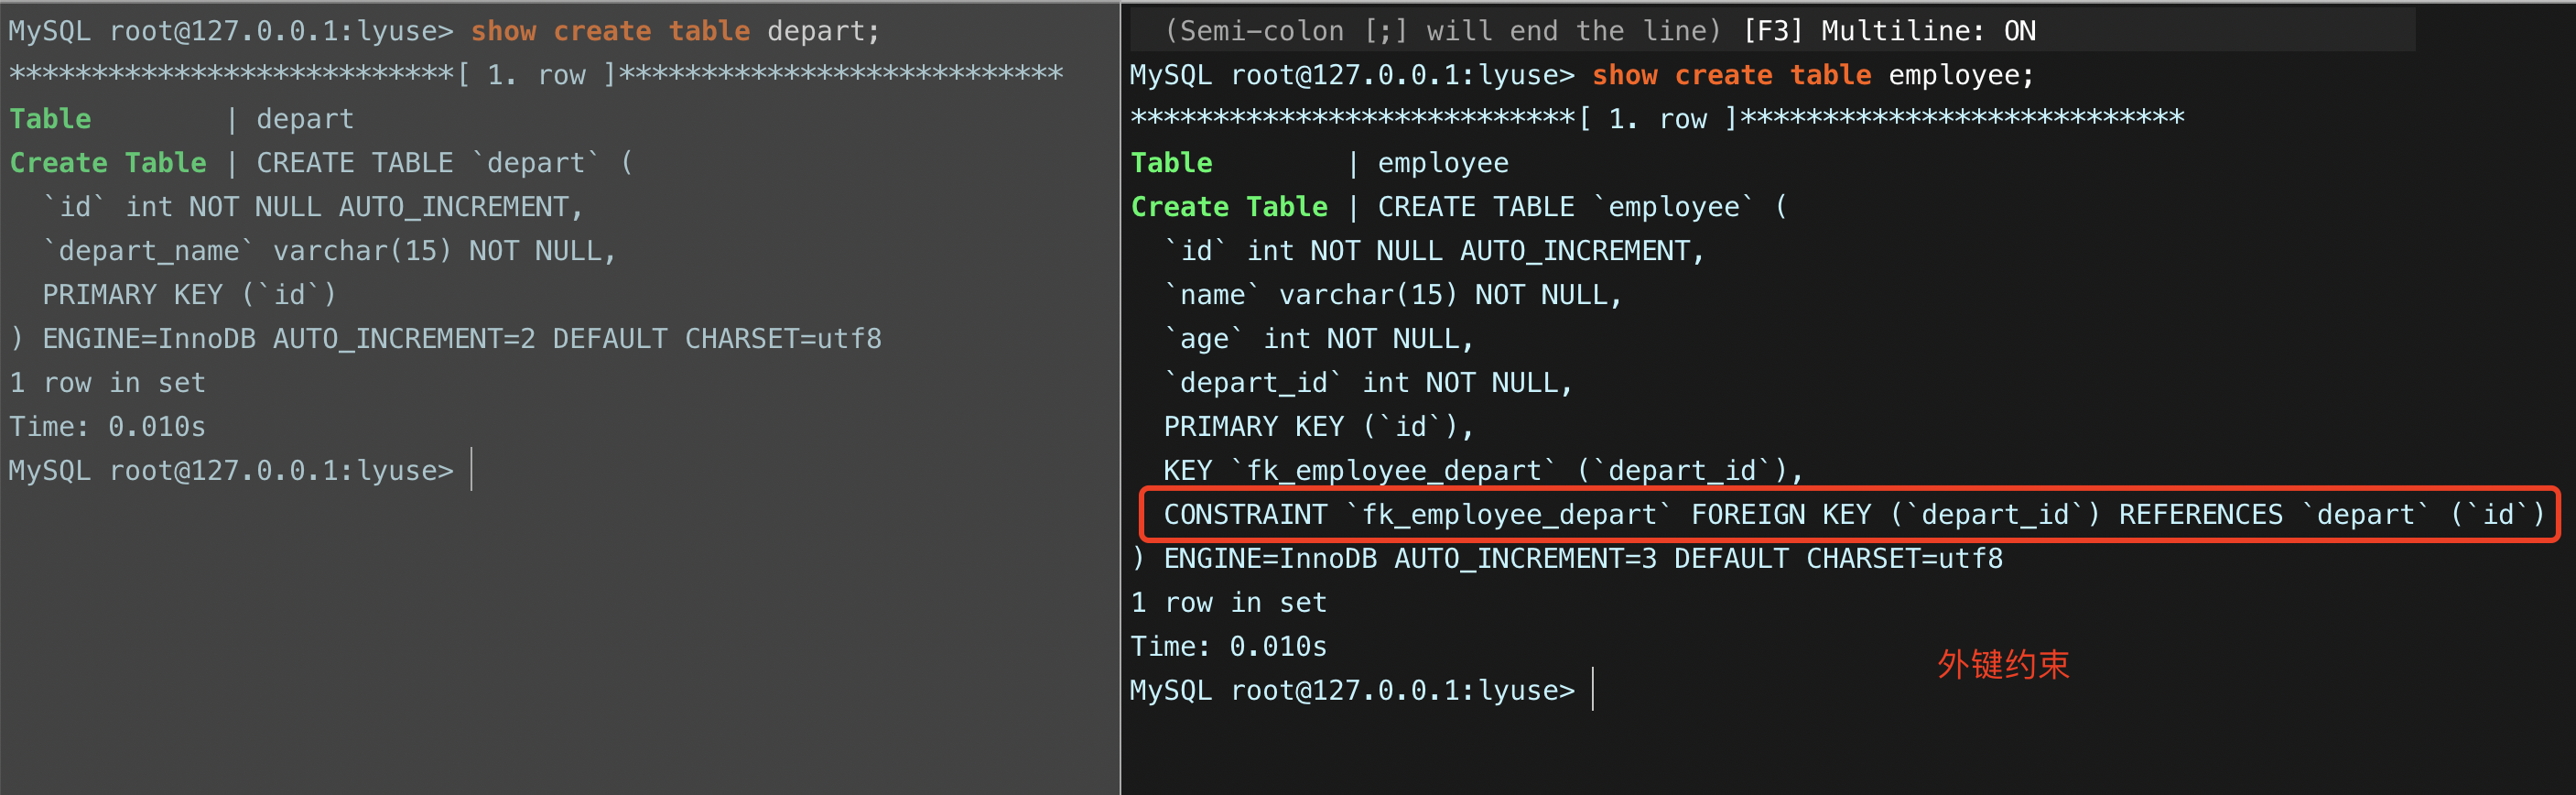 MySQL root@127.0.0.1:lyuse> show create table depart;
***************************[ 1. row ]***************************
Table        | depart
Create Table | CREATE TABLE `depart` (
  `id` int NOT NULL AUTO_INCREMENT,
  `depart_name` varchar(15) NOT NULL,
  PRIMARY KEY (`id`)
) ENGINE=InnoDB AUTO_INCREMENT=2 DEFAULT CHARSET=utf8
1 row in set
Time: 0.010s
MySQL root@127.0.0.1:lyuse>
(Semi-colon [;] will end the line) [F3] Multiline: ON
MySQL root@127.0.0.1:lyuse> show create table employee;
***************************[ 1. row ]***************************
Table        | employee
Create Table | CREATE TABLE `employee` (
  `id` int NOT NULL AUTO_INCREMENT,
  `name` varchar(15) NOT NULL,
  `age` int NOT NULL,
  `depart_id` int NOT NULL,
  PRIMARY KEY (`id`),
  KEY `fk_employee_depart` (`depart_id`),
  CONSTRAINT `fk_employee_depart` FOREIGN KEY (`depart_id`) REFERENCES `depart` (`id`)
) ENGINE=InnoDB AUTO_INCREMENT=3 DEFAULT CHARSET=utf8
1 row in set
Time: 0.010s
外键约束
MySQL root@127.0.0.1:lyuse>